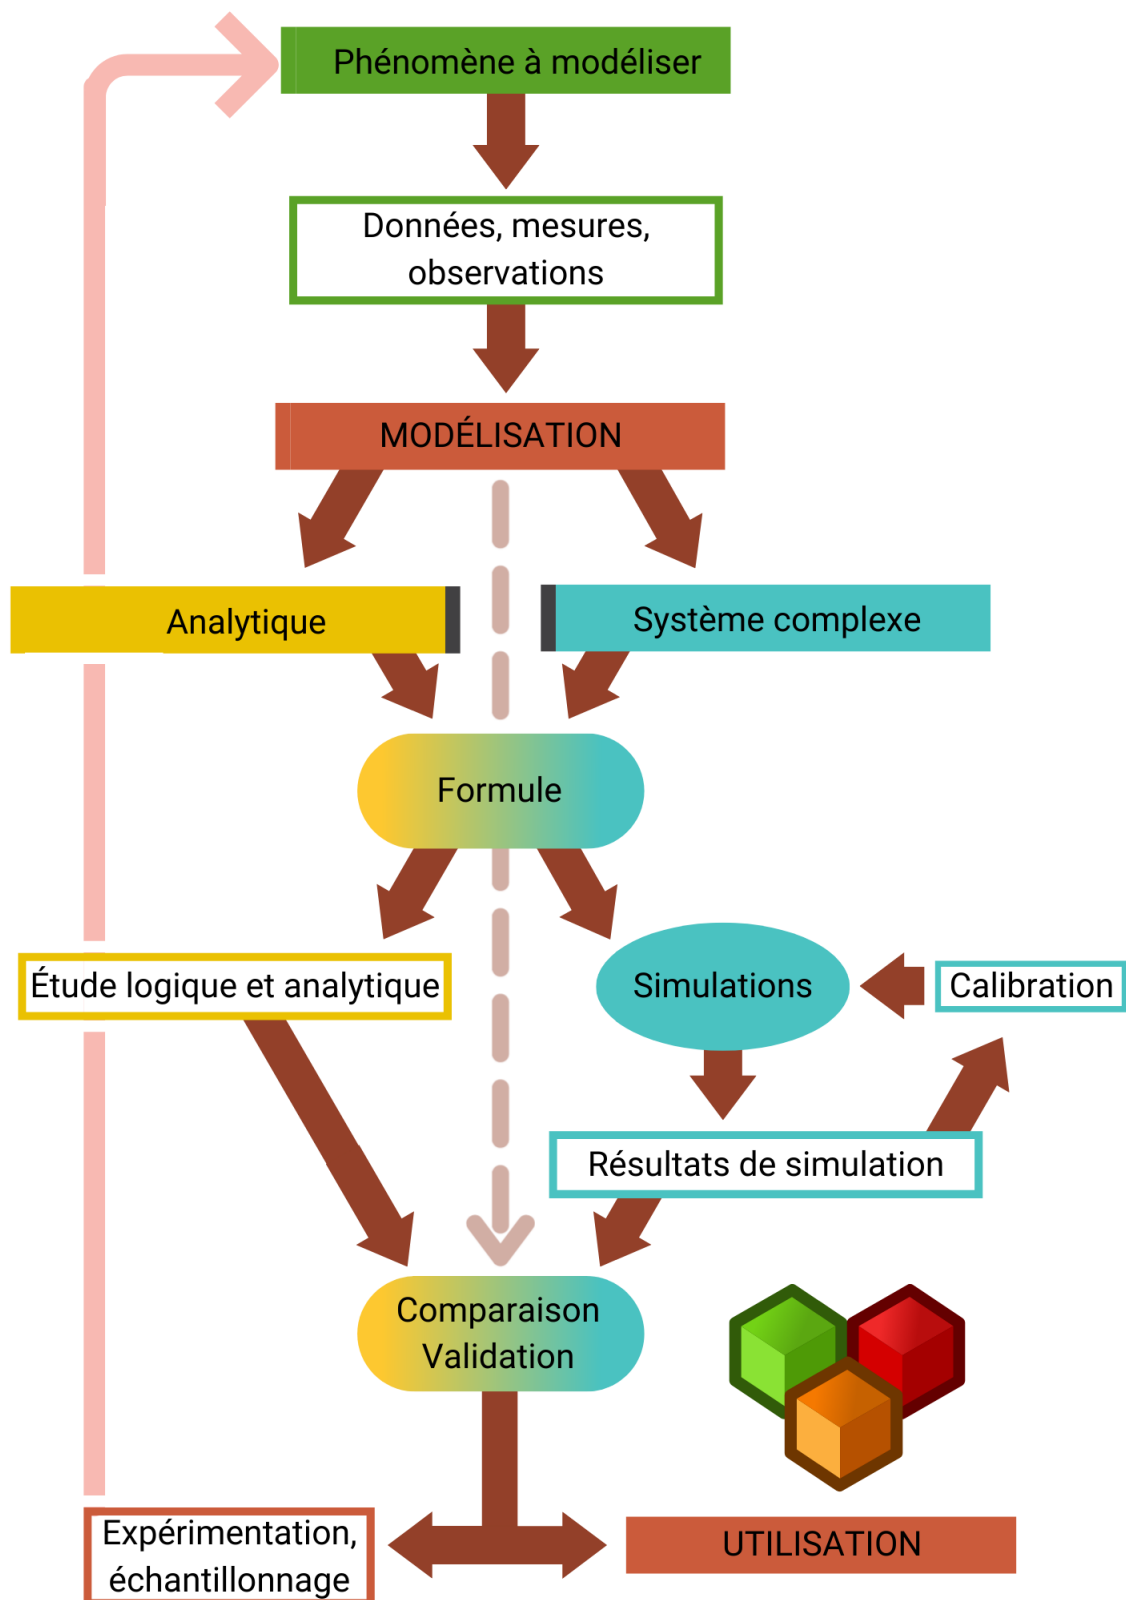 Phénomène à modéliser
Données, mesures,
observations
MODÉLISATION
Analytique
Système complexe
Formule
Étude logique et analytique
Simulations
Calibration
Résultats de simulation
Comparaison
Validation
Expérimentation,
échantillonnage
UTILISATION